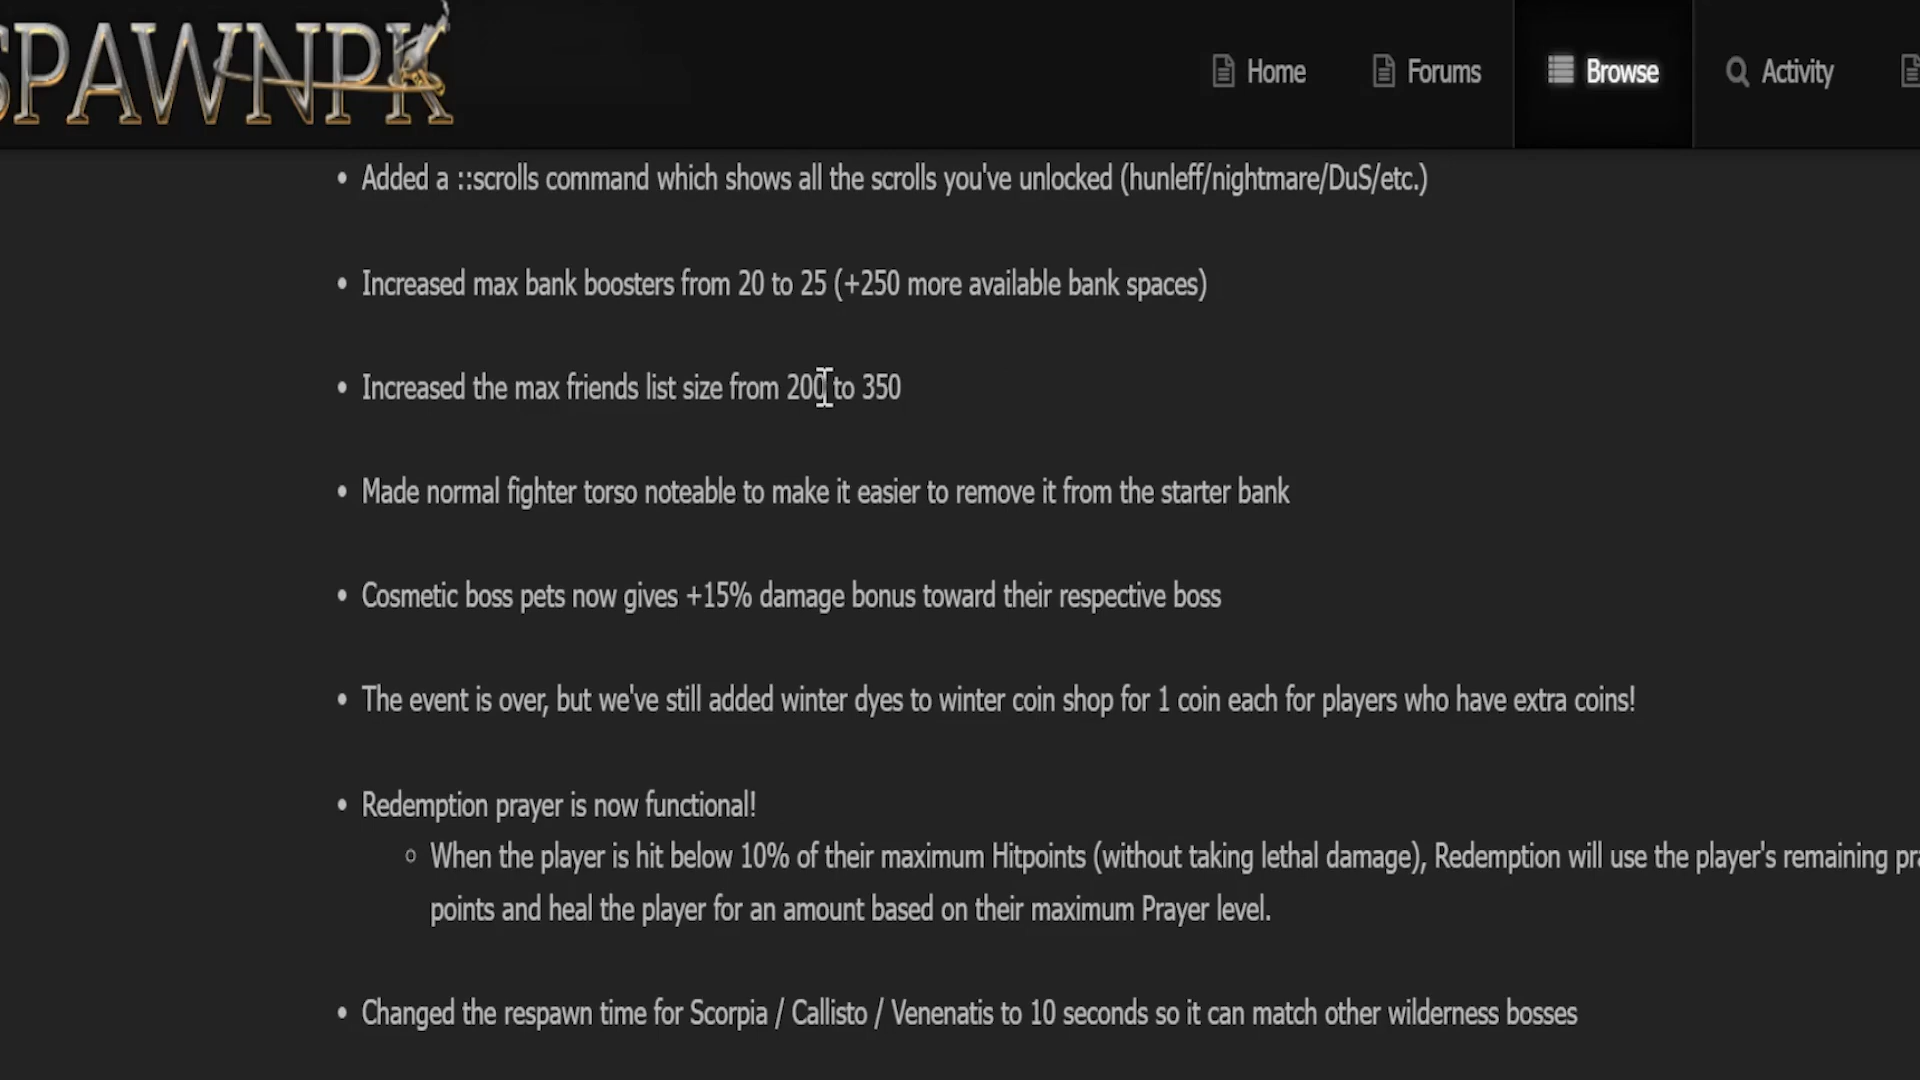 SPAWNPK
Home
Forums
Browse
Activity
• Added a ::scrolls command which shows all the scrolls you've unlocked (hunleff/nightmare/DuS/etc.)
• Increased max bank boosters from 20 to 25 (+250 more available bank spaces)
• Increased the max friends list size from 200 to 350
• Made normal fighter torso noteable to make it easier to remove it from the starter bank
• Cosmetic boss pets now gives +15% damage bonus toward their respective boss
• The event is over, but we've still added winter dyes to winter coin shop for 1 coin each for players who have extra coins!
• Redemption prayer is now functional!
○ When the player is hit below 10% of their maximum Hitpoints (without taking lethal damage), Redemption will use the player's remaining
points and heal the player for an amount based on their maximum Prayer level.
• Changed the respawn time for Scorpia / Callisto / Venenatis to 10 seconds so it can match other wilderness bosses